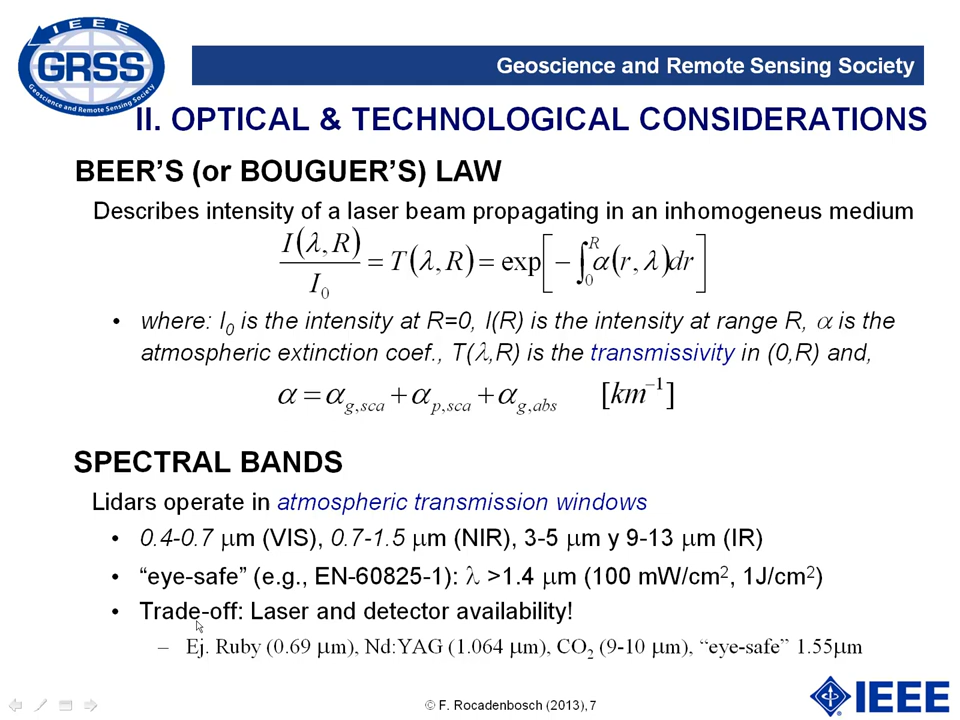 IEEE
GRSS
Geoscience and Remote Sensing Society
Geoscience and Remote Sensing Society
II. OPTICAL & TECHNOLOGICAL CONSIDERATIONS
BEER'S (or BOUGUER'S) LAW
Describes intensity of a laser beam propagating in an inhomogeneus medium
I(λ,R)/I₀ = T(λ,R) = exp[−∫₀ᴿ α(r,λ)dr]
• where: I₀ is the intensity at R=0, I(R) is the intensity at range R, α is the
atmospheric extinction coef., T(λ,R) is the transmissivity in (0,R) and,
α = α_g,sca + α_p,sca + α_g,abs [km⁻¹]
SPECTRAL BANDS
Lidars operate in atmospheric transmission windows
• 0.4-0.7 μm (VIS), 0.7-1.5 μm (NIR), 3-5 μm y 9-13 μm (IR)
• “eye-safe” (e.g., EN-60825-1): λ >1.4 μm (100 mW/cm², 1J/cm²)
• Trade-off: Laser and detector availability!
– Ej. Ruby (0.69 μm), Nd:YAG (1.064 μm), CO₂ (9-10 μm), “eye-safe” 1.55μm
© F. Rocadenbosch (2013), 7
IEEE